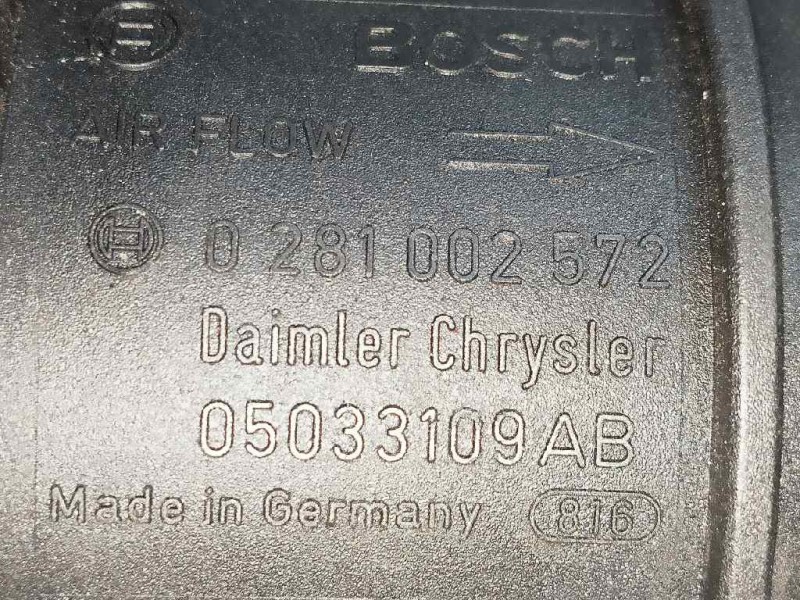 BOSCH
AIR FLOW
0 281 002 572
Daimler Chrysler
05033109AB
Made in Germany 816